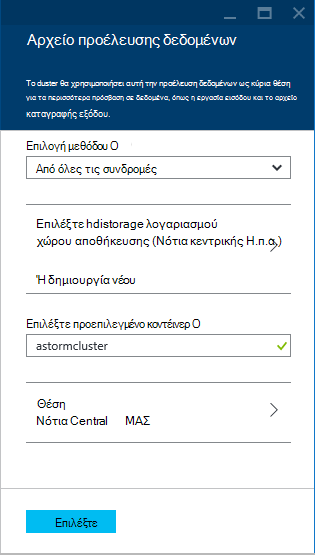 Αρχείο προέλευσης δεδομένων
Το duster θα χρησιμοποιήσει αυτή την προέλευση δεδομένων ως κύρια θέση
για τα περισσότερα πρόσβαση σε δεδομένα, όπως η εργασία εισόδου και το αρχείο
καταγραφής εξόδου.
Επιλογή μεθόδου Ο
Από όλες τις συνδρομές
Επιλέξτε hdistorage λογαριασμού
χώρου αποθήκευσης (Νότια κεντρικής Η.π.α.)
Ή δημιουργία νέου
Επιλέξτε προεπιλεγμένο κοντέινερ Ο
astormcluster
Θέση
Νότια Central ΜΑΣ
Επιλέξτε